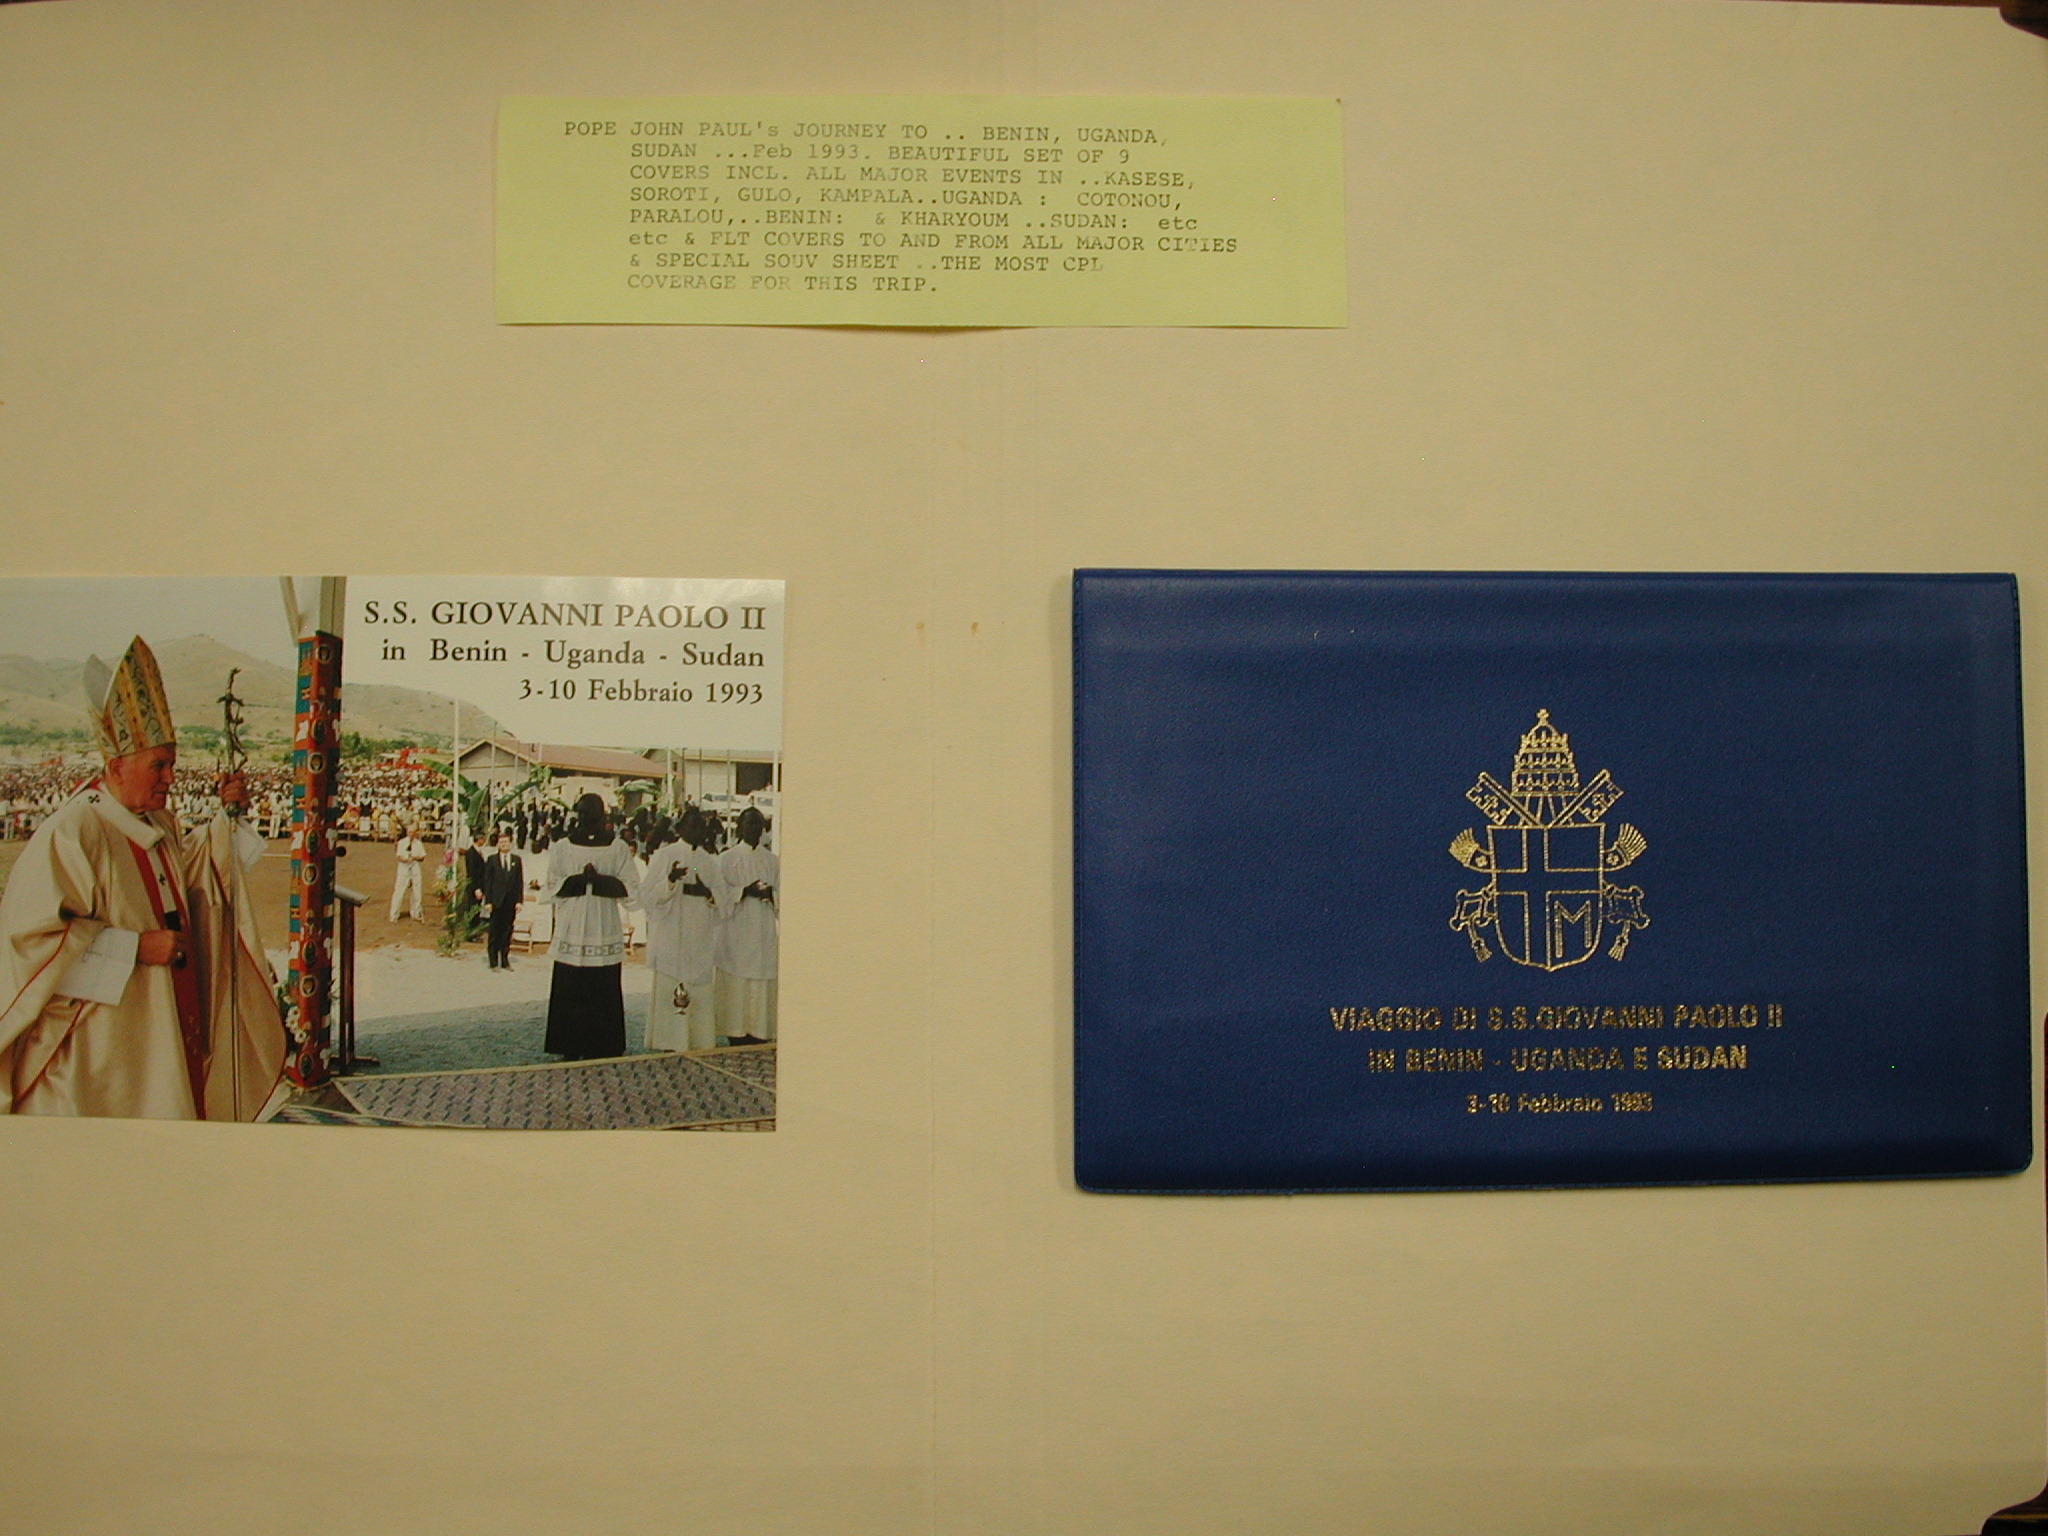 POPE JOHN PAUL's JOURNEY TO .. BENIN, UGANDA,
SUDAN ...Feb 1993. BEAUTIFUL SET OF 9
COVERS INCL. ALL MAJOR EVENTS IN ..KASESE,
SOROTI, GULO, KAMPALA..UGANDA : COTONOU,
PARALOU,..BENIN: & KHARYOUM ..SUDAN: etc
etc & FLT COVERS TO AND FROM ALL MAJOR CITIES
& SPECIAL SOUV SHEET ..THE MOST CPL
COVERAGE FOR THIS TRIP.
S.S. GIOVANNI PAOLO II
in Benin - Uganda - Sudan
3-10 Febbraio 1993
M
VIAGGIO DI S.S.GIOVANNI PAOLO II
IN BENIN - UGANDA E SUDAN
3-10 Febbraio 1993